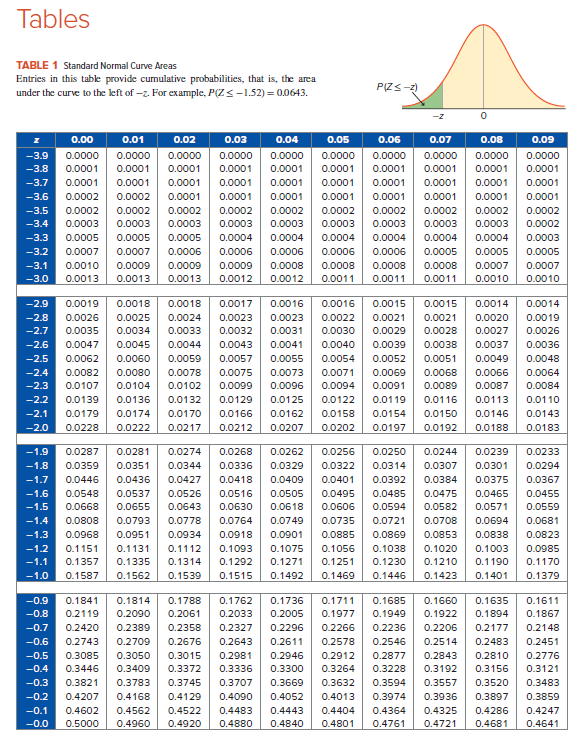 Tables
TABLE 1 Standard Normal Curve Areas
Entries in this table provide cumulative probabilities, that is, the area
under the curve to the left of −z. For example, P(Z ≤ −1.52) = 0.0643.
P(Z ≤ −z)
−z 0
z 0.00 0.01 0.02 0.03 0.04 0.05 0.06 0.07 0.08 0.09
−3.9 0.0000 0.0000 0.0000 0.0000 0.0000 0.0000 0.0000 0.0000 0.0000 0.0000
−3.8 0.0001 0.0001 0.0001 0.0001 0.0001 0.0001 0.0001 0.0001 0.0001 0.0001
−3.7 0.0001 0.0001 0.0001 0.0001 0.0001 0.0001 0.0001 0.0001 0.0001 0.0001
−3.6 0.0002 0.0002 0.0001 0.0001 0.0001 0.0001 0.0001 0.0001 0.0001 0.0001
−3.5 0.0002 0.0002 0.0002 0.0002 0.0002 0.0002 0.0002 0.0002 0.0002 0.0002
−3.4 0.0003 0.0003 0.0003 0.0003 0.0003 0.0003 0.0003 0.0003 0.0003 0.0002
−3.3 0.0005 0.0005 0.0005 0.0004 0.0004 0.0004 0.0004 0.0004 0.0004 0.0003
−3.2 0.0007 0.0007 0.0006 0.0006 0.0006 0.0006 0.0006 0.0005 0.0005 0.0005
−3.1 0.0010 0.0009 0.0009 0.0009 0.0008 0.0008 0.0008 0.0008 0.0007 0.0007
−3.0 0.0013 0.0013 0.0013 0.0012 0.0012 0.0011 0.0011 0.0011 0.0010 0.0010
−2.9 0.0019 0.0018 0.0018 0.0017 0.0016 0.0016 0.0015 0.0015 0.0014 0.0014
−2.8 0.0026 0.0025 0.0024 0.0023 0.0023 0.0022 0.0021 0.0021 0.0020 0.0019
−2.7 0.0035 0.0034 0.0033 0.0032 0.0031 0.0030 0.0029 0.0028 0.0027 0.0026
−2.6 0.0047 0.0045 0.0044 0.0043 0.0041 0.0040 0.0039 0.0038 0.0037 0.0036
−2.5 0.0062 0.0060 0.0059 0.0057 0.0055 0.0054 0.0052 0.0051 0.0049 0.0048
−2.4 0.0082 0.0080 0.0078 0.0075 0.0073 0.0071 0.0069 0.0068 0.0066 0.0064
−2.3 0.0107 0.0104 0.0102 0.0099 0.0096 0.0094 0.0091 0.0089 0.0087 0.0084
−2.2 0.0139 0.0136 0.0132 0.0129 0.0125 0.0122 0.0119 0.0116 0.0113 0.0110
−2.1 0.0179 0.0174 0.0170 0.0166 0.0162 0.0158 0.0154 0.0150 0.0146 0.0143
−2.0 0.0228 0.0222 0.0217 0.0212 0.0207 0.0202 0.0197 0.0192 0.0188 0.0183
−1.9 0.0287 0.0281 0.0274 0.0268 0.0262 0.0256 0.0250 0.0244 0.0239 0.0233
−1.8 0.0359 0.0351 0.0344 0.0336 0.0329 0.0322 0.0314 0.0307 0.0301 0.0294
−1.7 0.0446 0.0436 0.0427 0.0418 0.0409 0.0401 0.0392 0.0384 0.0375 0.0367
−1.6 0.0548 0.0537 0.0526 0.0516 0.0505 0.0495 0.0485 0.0475 0.0465 0.0455
−1.5 0.0668 0.0655 0.0643 0.0630 0.0618 0.0606 0.0594 0.0582 0.0571 0.0559
−1.4 0.0808 0.0793 0.0778 0.0764 0.0749 0.0735 0.0721 0.0708 0.0694 0.0681
−1.3 0.0968 0.0951 0.0934 0.0918 0.0901 0.0885 0.0869 0.0853 0.0838 0.0823
−1.2 0.1151 0.1131 0.1112 0.1093 0.1075 0.1056 0.1038 0.1020 0.1003 0.0985
−1.1 0.1357 0.1335 0.1314 0.1292 0.1271 0.1251 0.1230 0.1210 0.1190 0.1170
−1.0 0.1587 0.1562 0.1539 0.1515 0.1492 0.1469 0.1446 0.1423 0.1401 0.1379
−0.9 0.1841 0.1814 0.1788 0.1762 0.1736 0.1711 0.1685 0.1660 0.1635 0.1611
−0.8 0.2119 0.2090 0.2061 0.2033 0.2005 0.1977 0.1949 0.1922 0.1894 0.1867
−0.7 0.2420 0.2389 0.2358 0.2327 0.2296 0.2266 0.2236 0.2206 0.2177 0.2148
−0.6 0.2743 0.2709 0.2676 0.2643 0.2611 0.2578 0.2546 0.2514 0.2483 0.2451
−0.5 0.3085 0.3050 0.3015 0.2981 0.2946 0.2912 0.2877 0.2843 0.2810 0.2776
−0.4 0.3446 0.3409 0.3372 0.3336 0.3300 0.3264 0.3228 0.3192 0.3156 0.3121
−0.3 0.3821 0.3783 0.3745 0.3707 0.3669 0.3632 0.3594 0.3557 0.3520 0.3483
−0.2 0.4207 0.4168 0.4129 0.4090 0.4052 0.4013 0.3974 0.3936 0.3897 0.3859
−0.1 0.4602 0.4562 0.4522 0.4483 0.4443 0.4404 0.4364 0.4325 0.4286 0.4247
−0.0 0.5000 0.4960 0.4920 0.4880 0.4840 0.4801 0.4761 0.4721 0.4681 0.4641